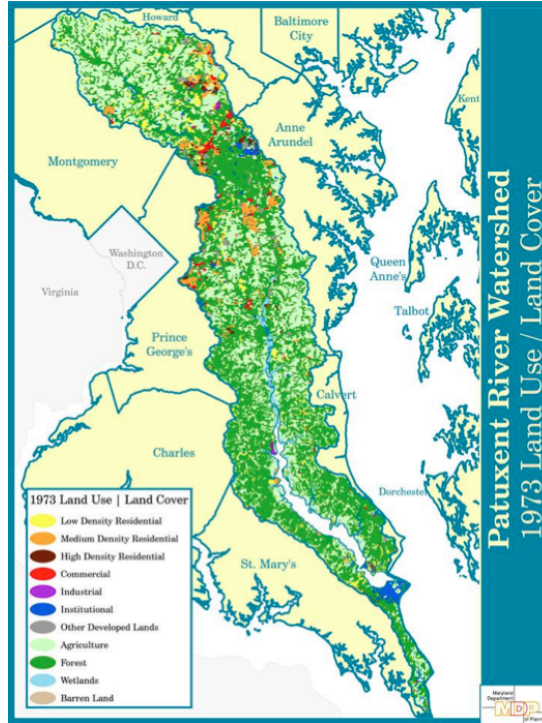 Howard
Baltimore
City
Kent
Anne
Arundel
Montgomery
Washington
D.C.
Queen
Anne's
Virginia
Talbot
Prince
George's
Calvert
Charles
Dorchester
St. Mary's
1973 Land Use | Land Cover
Low Density Residential
Medium Density Residential
High Density Residential
Commercial
Industrial
Institutional
Other Developed Lands
Agriculture
Forest
Wetlands
Barren Land
Patuxent River Watershed
1973 Land Use / Land Cover
Maryland
Department
MDP